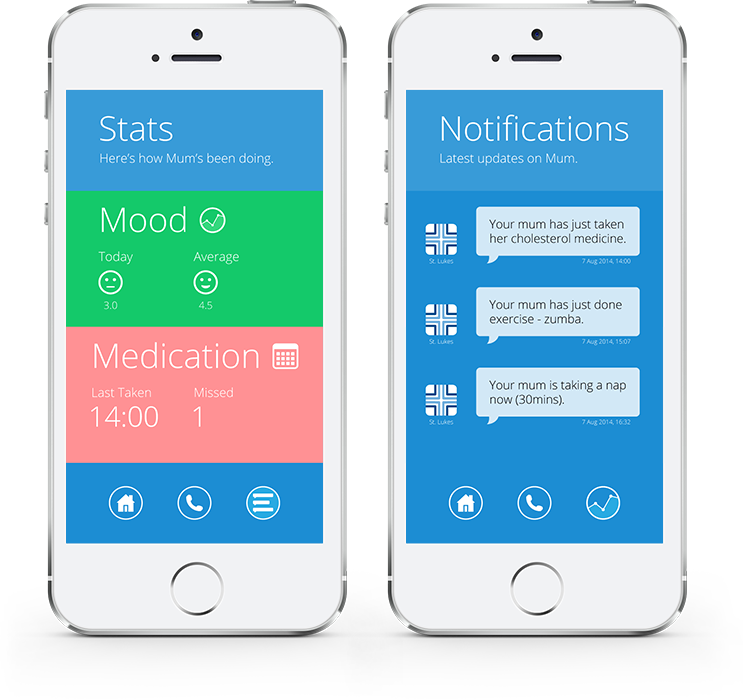 Stats
Here's how Mum's been doing.
Mood
Today
Average
3.0
4.5
Medication
Last Taken
Missed
14:00
1
Notifications
Latest updates on Mum.
Your mum has just taken
her cholesterol medicine.
St. Lukes
7 Aug 2014, 14:00
Your mum has just done
exercise - zumba.
St. Lukes
7 Aug 2014, 15:07
Your mum is taking a nap
now (30mins).
St. Lukes
7 Aug 2014, 16:32